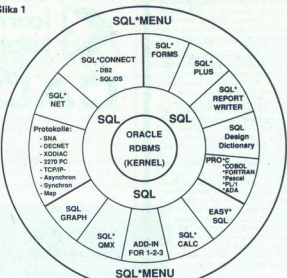 Slika 1
SQL*MENU
SQL*
FORMS
SQL*
PLUS
SQL*
REPORT
WRITER
SQL
Design
Dictionary
PRO*C
*COBOL
*FORTRAN
*Pascal
*PL/1
*ADA
EASY*
SQL
SQL*
CALC
ADD-IN
FOR 1-2-3
SQL*
QMX
SQL
GRAPH
Protokolle:
- SNA
- DECNET
- XODIAC
- 3270 PC
- TCP/IP-
- Asynchron
- Synchron
- Map
SQL*
NET
SQL*CONNECT
- DB2
- SQL/DS
SQL
SQL
SQL
ORACLE
RDBMS
(KERNEL)
SQL*MENU